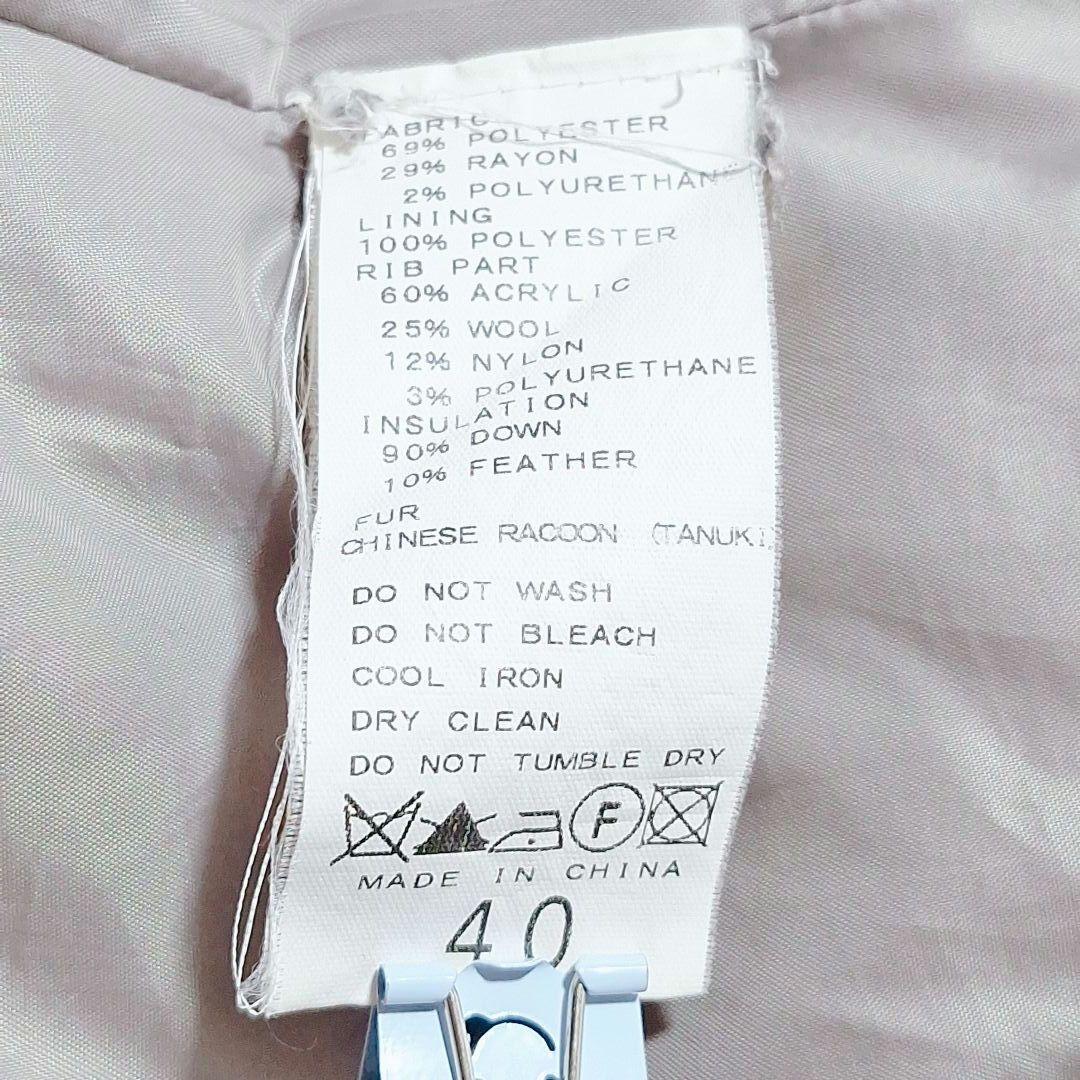 FABRIC
69% POLYESTER
29% RAYON
2% POLYURETHANE
LINING
100% POLYESTER
RIB PART
60% ACRYLIC
25% WOOL
12% NYLON
3% POLYURETHANE
INSULATION
90% DOWN
10% FEATHER
FUR
CHINESE RACOON (TANUKI)
DO NOT WASH
DO NOT BLEACH
COOL IRON
DRY CLEAN
DO NOT TUMBLE DRY
F
MADE IN CHINA
40